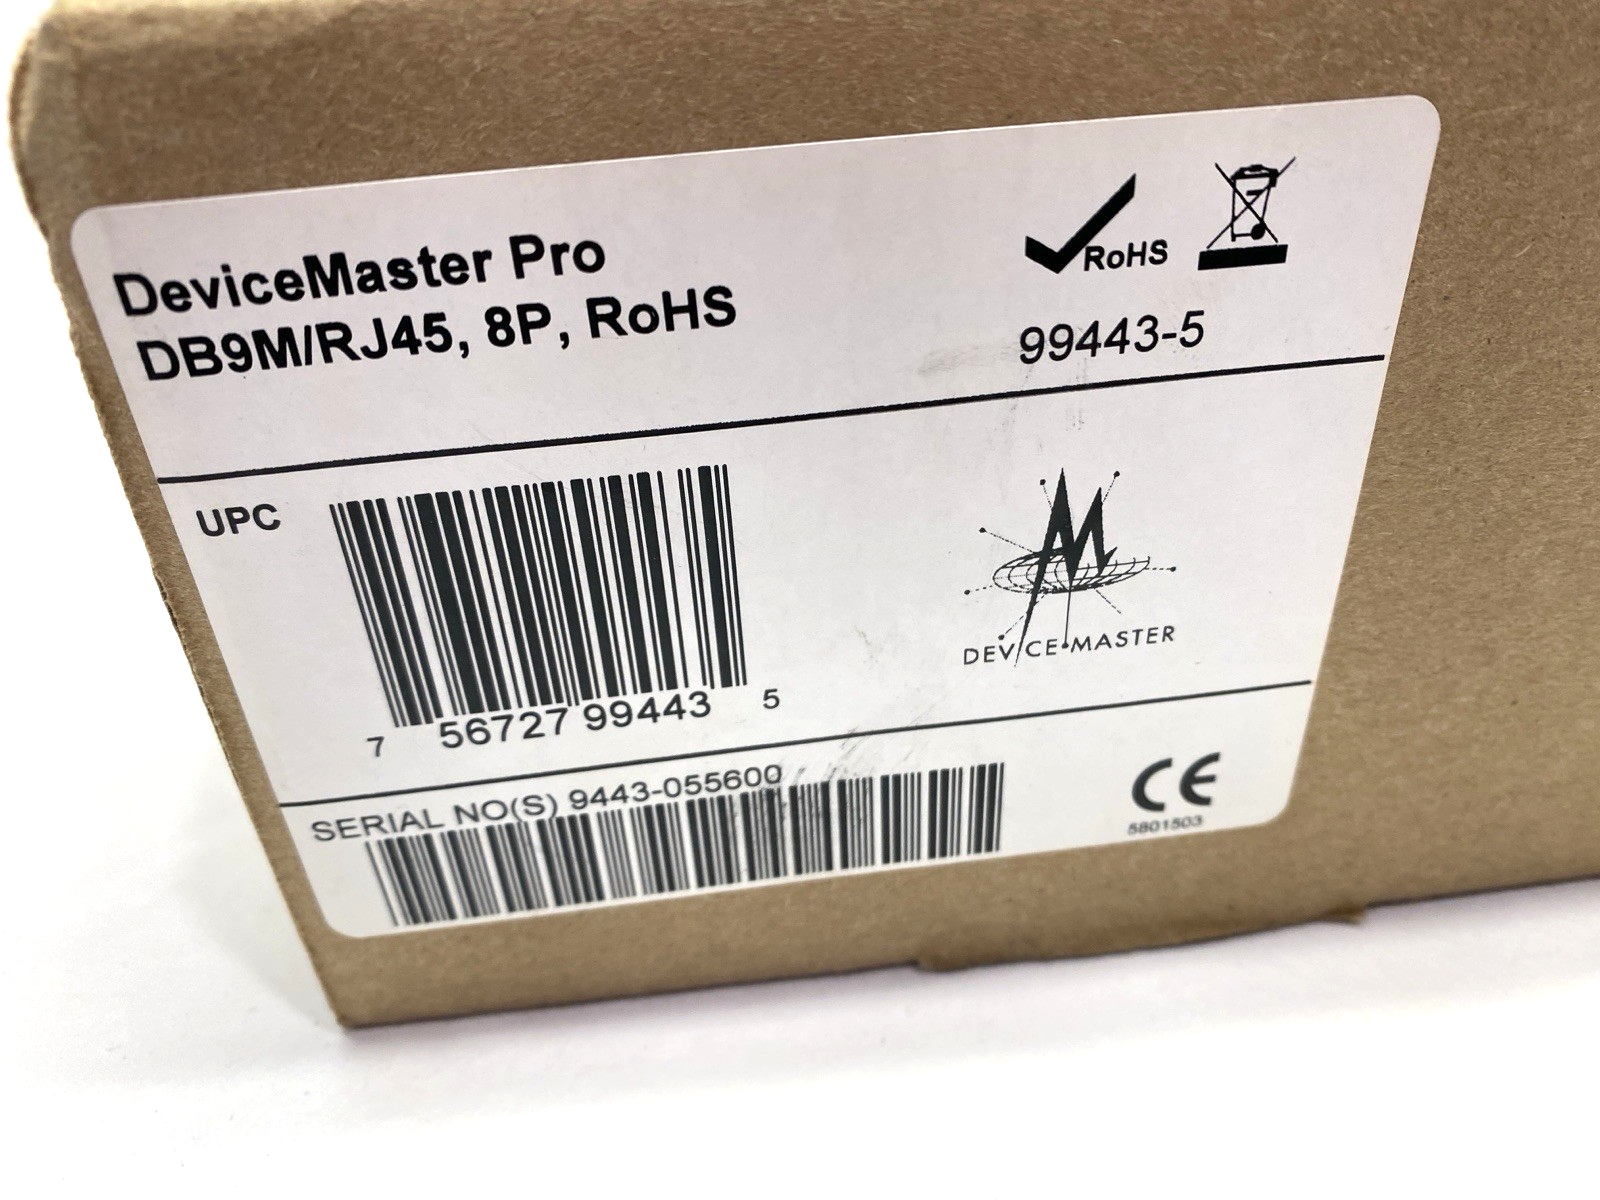 DeviceMaster Pro
DB9M/RJ45, 8P, RoHS
RoHS
99443-5
UPC
7 56727 99443 5
DEVICE MASTER
SERIAL NO(S) 9443-055600
CE
5801503